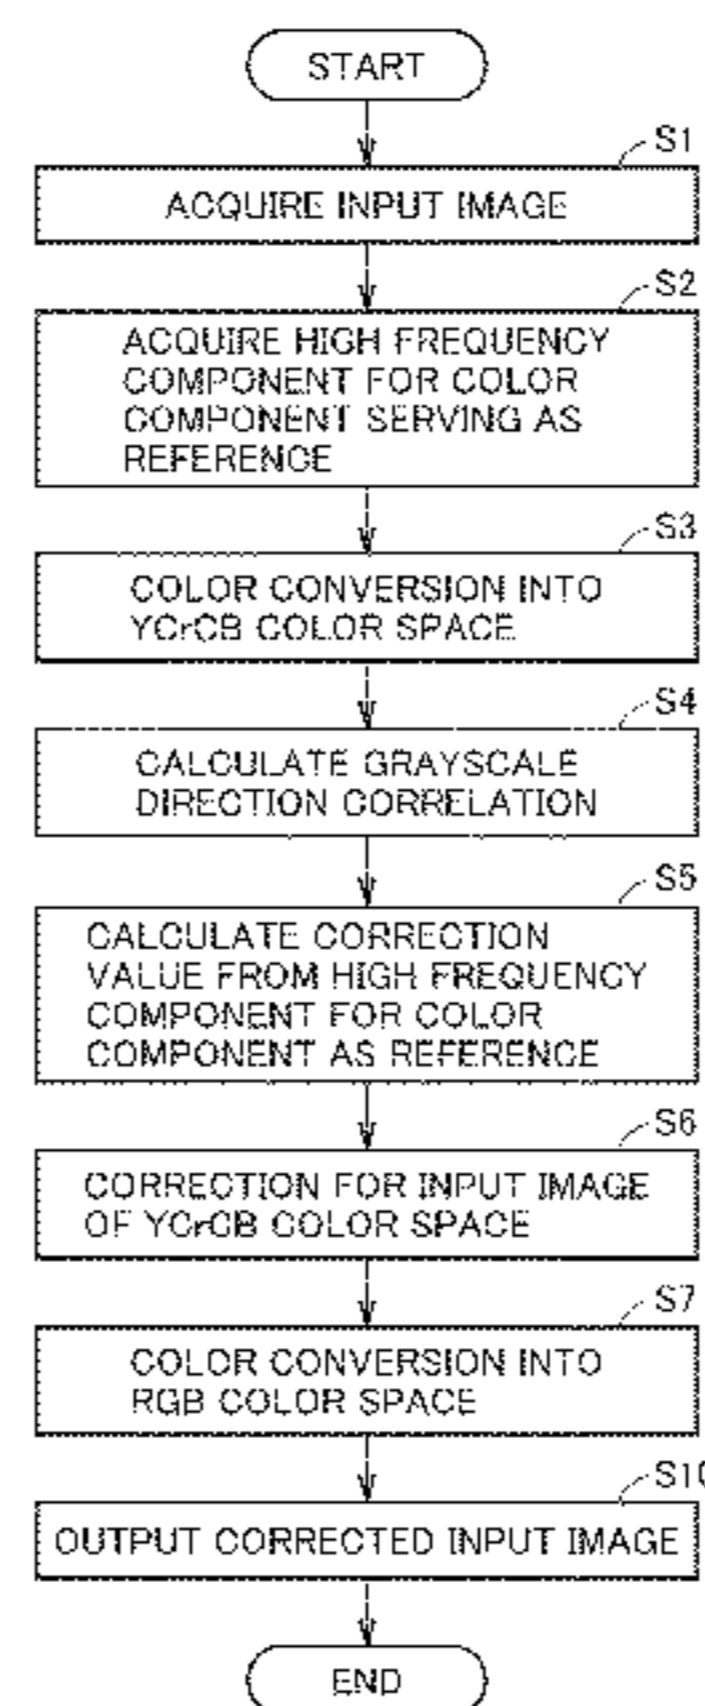 START
S1
ACQUIRE INPUT IMAGE
S2
ACQUIRE HIGH FREQUENCY
COMPONENT FOR COLOR
COMPONENT SERVING AS
REFERENCE
S3
COLOR CONVERSION INTO
YCrCB COLOR SPACE
S4
CALCULATE GRAYSCALE
DIRECTION CORRELATION
S5
CALCULATE CORRECTION
VALUE FROM HIGH FREQUENCY
COMPONENT FOR COLOR
COMPONENT AS REFERENCE
S6
CORRECTION FOR INPUT IMAGE
OF YCrCB COLOR SPACE
S7
COLOR CONVERSION INTO
RGB COLOR SPACE
S10
OUTPUT CORRECTED INPUT IMAGE
END